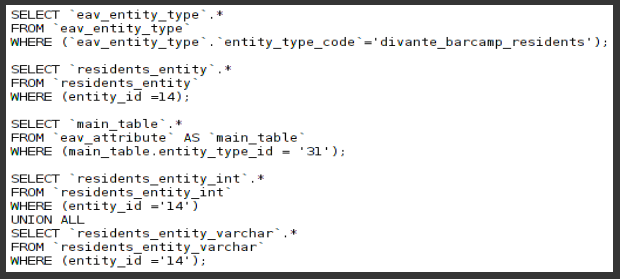 SELECT `eav_entity_type`.*
FROM `eav_entity_type`
WHERE (`eav_entity_type`.`entity_type_code`='divante_barcamp_residents');
SELECT `residents_entity`.*
FROM `residents_entity`
WHERE (entity_id =14);
SELECT `main_table`.*
FROM `eav_attribute` AS `main_table`
WHERE (main_table.entity_type_id = '31');
SELECT `residents_entity_int`.*
FROM `residents_entity_int`
WHERE (entity_id ='14')
UNION ALL
SELECT `residents_entity_varchar`.*
FROM `residents_entity_varchar`
WHERE (entity_id ='14');